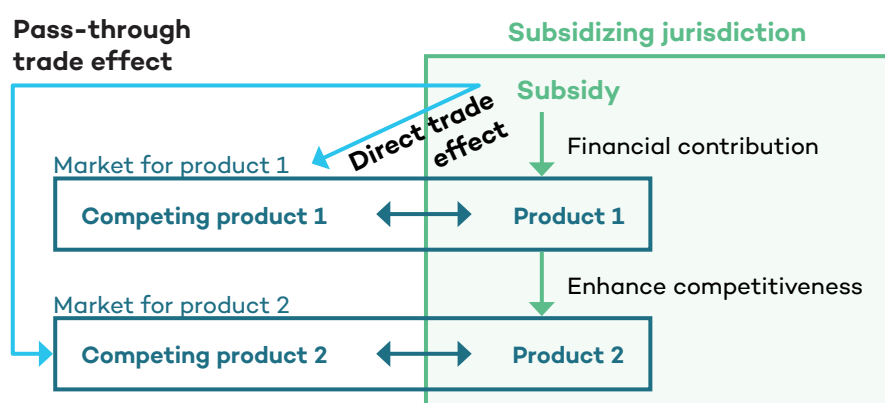 Pass-through
trade effect
Subsidizing jurisdiction
Subsidy
Direct trade
effect
Financial contribution
Market for product 1
Competing product 1
Product 1
Enhance competitiveness
Market for product 2
Competing product 2
Product 2